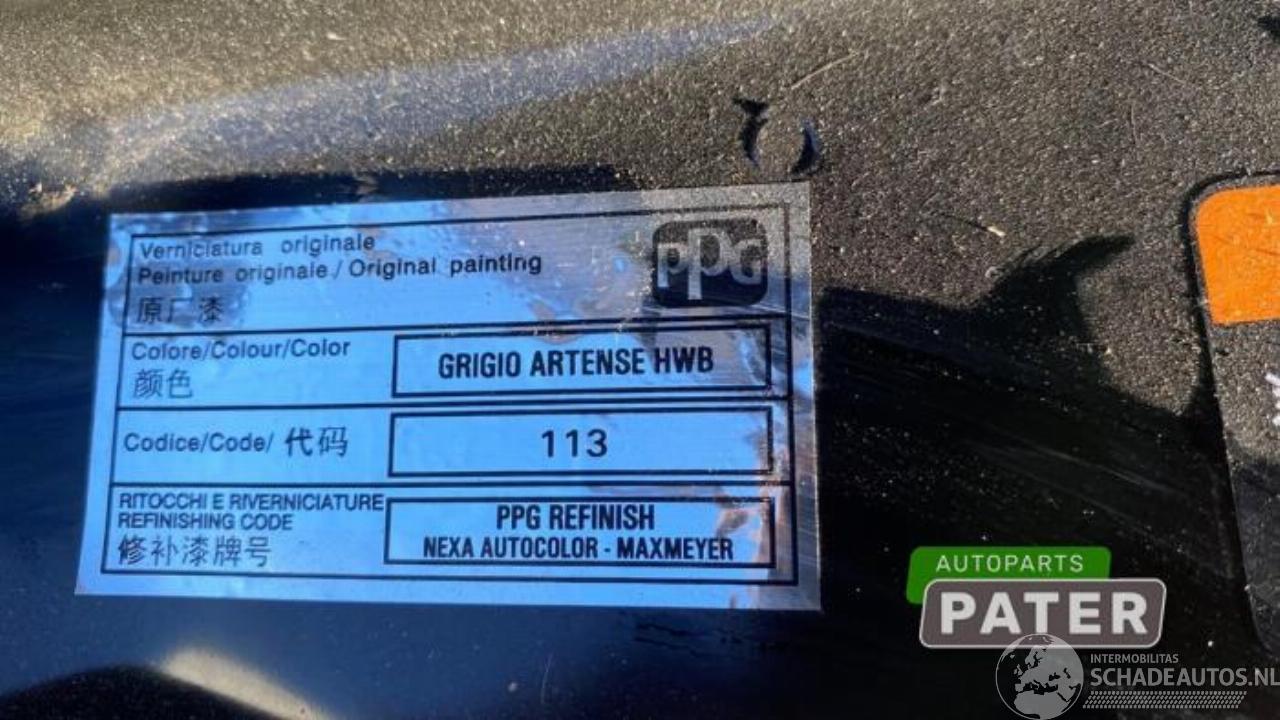 Verniciatura originale
Peinture originale / Original painting
原厂漆
PPG
Colore/Colour/Color
颜色
GRIGIO ARTENSE HWB
Codice/Code/ 代码
113
RITOCCHI E RIVERNICIATURE
REFINISHING CODE
修补漆牌号
PPG REFINISH
NEXA AUTOCOLOR - MAXMEYER
AUTOPARTS
PATER
INTERMOBILITAS
SCHADEAUTOS.NL